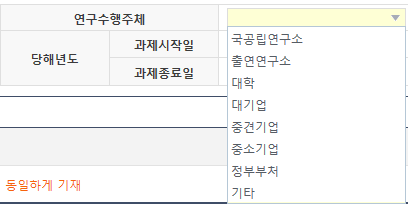 연구수행주체
국공립연구소
당해년도
과제시작일
출연연구소
대학
과제종료일
대기업
중견기업
중소기업
정부부처
동일하게 기재
기타